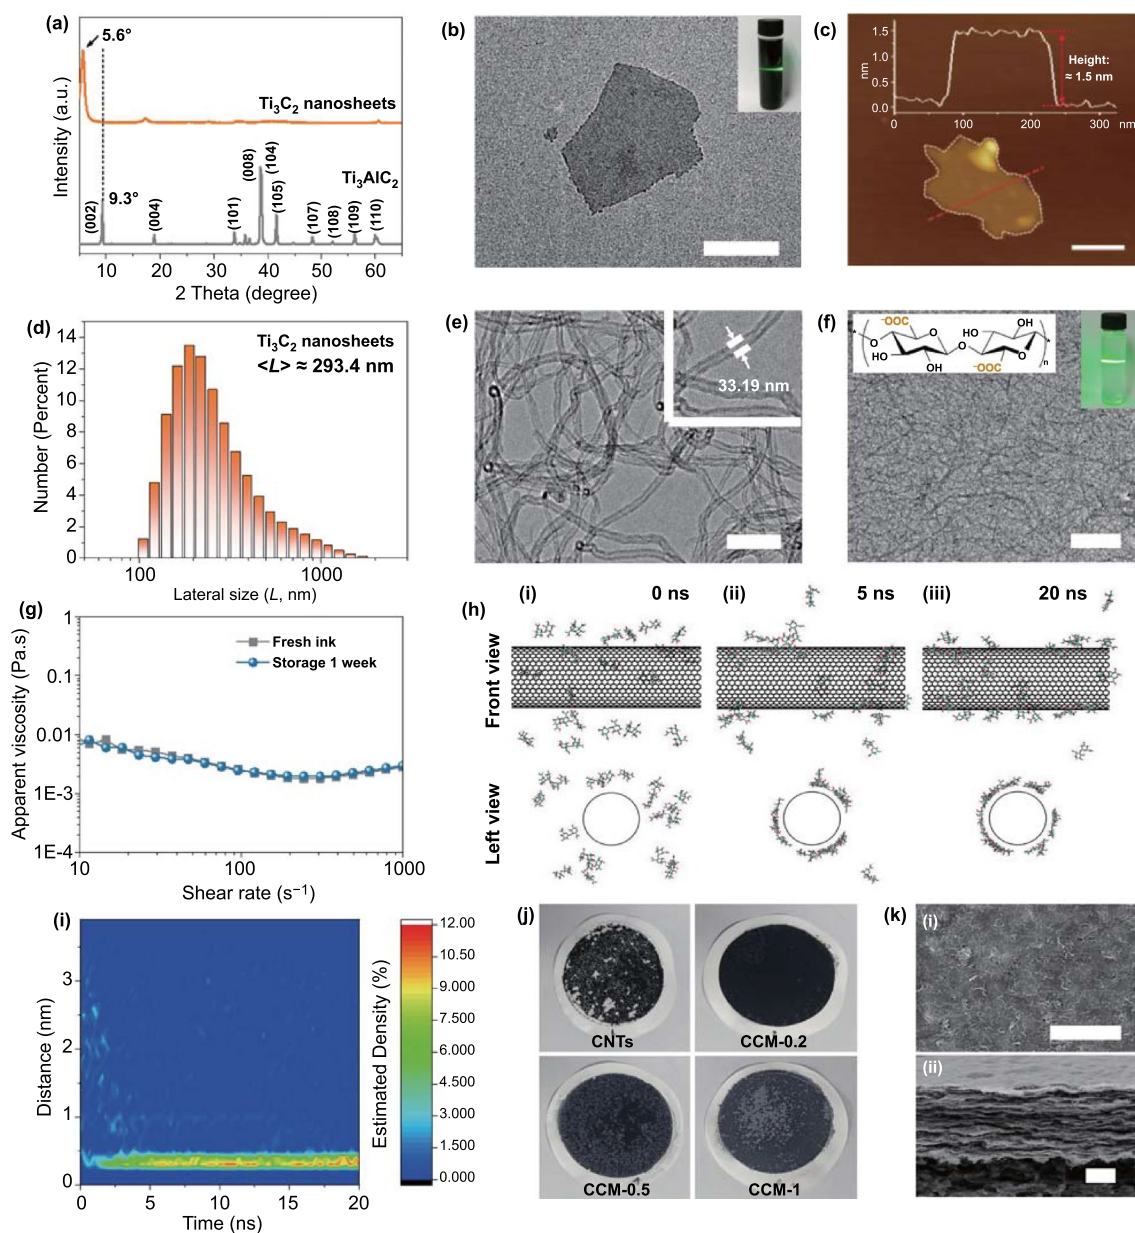 (a)
5.6°
Ti₃C₂ nanosheets
Ti₃AlC₂
9.3°
(002)
(004)
(101)
(008)
(104)
(105)
(107)
(108)
(109)
(110)
Intensity (a.u.)
10 20 30 40 50 60
2 Theta (degree)
(b)
(c)
nm
1.5
1.0
0.5
0.0
Height:
≈ 1.5 nm
0 100 200 300 nm
(d)
Ti₃C₂ nanosheets
<L> ≈ 293.4 nm
Number (Percent)
14
12
10
8
6
4
2
0
100 1000
Lateral size (L, nm)
(e)
33.19 nm
(f)
⁻OOC
OH
HO
O
OH
O
HO
O
OH
O
⁻OOC
n
(g)
Fresh ink
Storage 1 week
Apparent viscosity (Pa.s)
1
0.1
0.01
1E-3
1E-4
10 100 1000
Shear rate (s⁻¹)
(h)
(i) 0 ns (ii) 5 ns (iii) 20 ns
Front view
Left view
(i)
Distance (nm)
3
2
1
0
0 5 10 15 20
Time (ns)
Estimated Density (%)
12.00
10.50
9.000
7.500
6.000
4.500
3.000
1.500
0.000
(j)
CNTs
CCM-0.2
CCM-0.5
CCM-1
(k)
(i)
(ii)